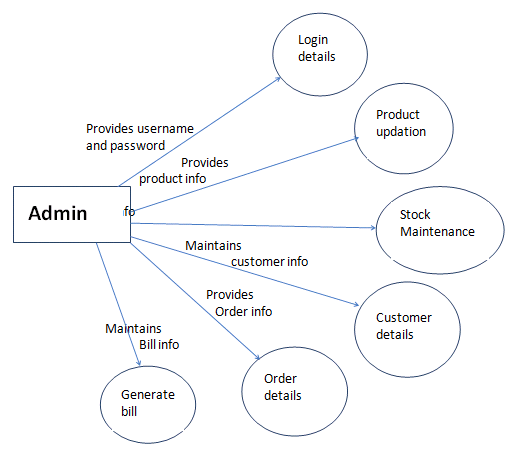 Login
details
Product
updation
Provides username
and password
Provides
product info
Admin
fo
Stock
Maintenance
Maintains
customer info
Provides
Order info
Customer
details
Maintains
Bill info
Order
details
Generate
bill